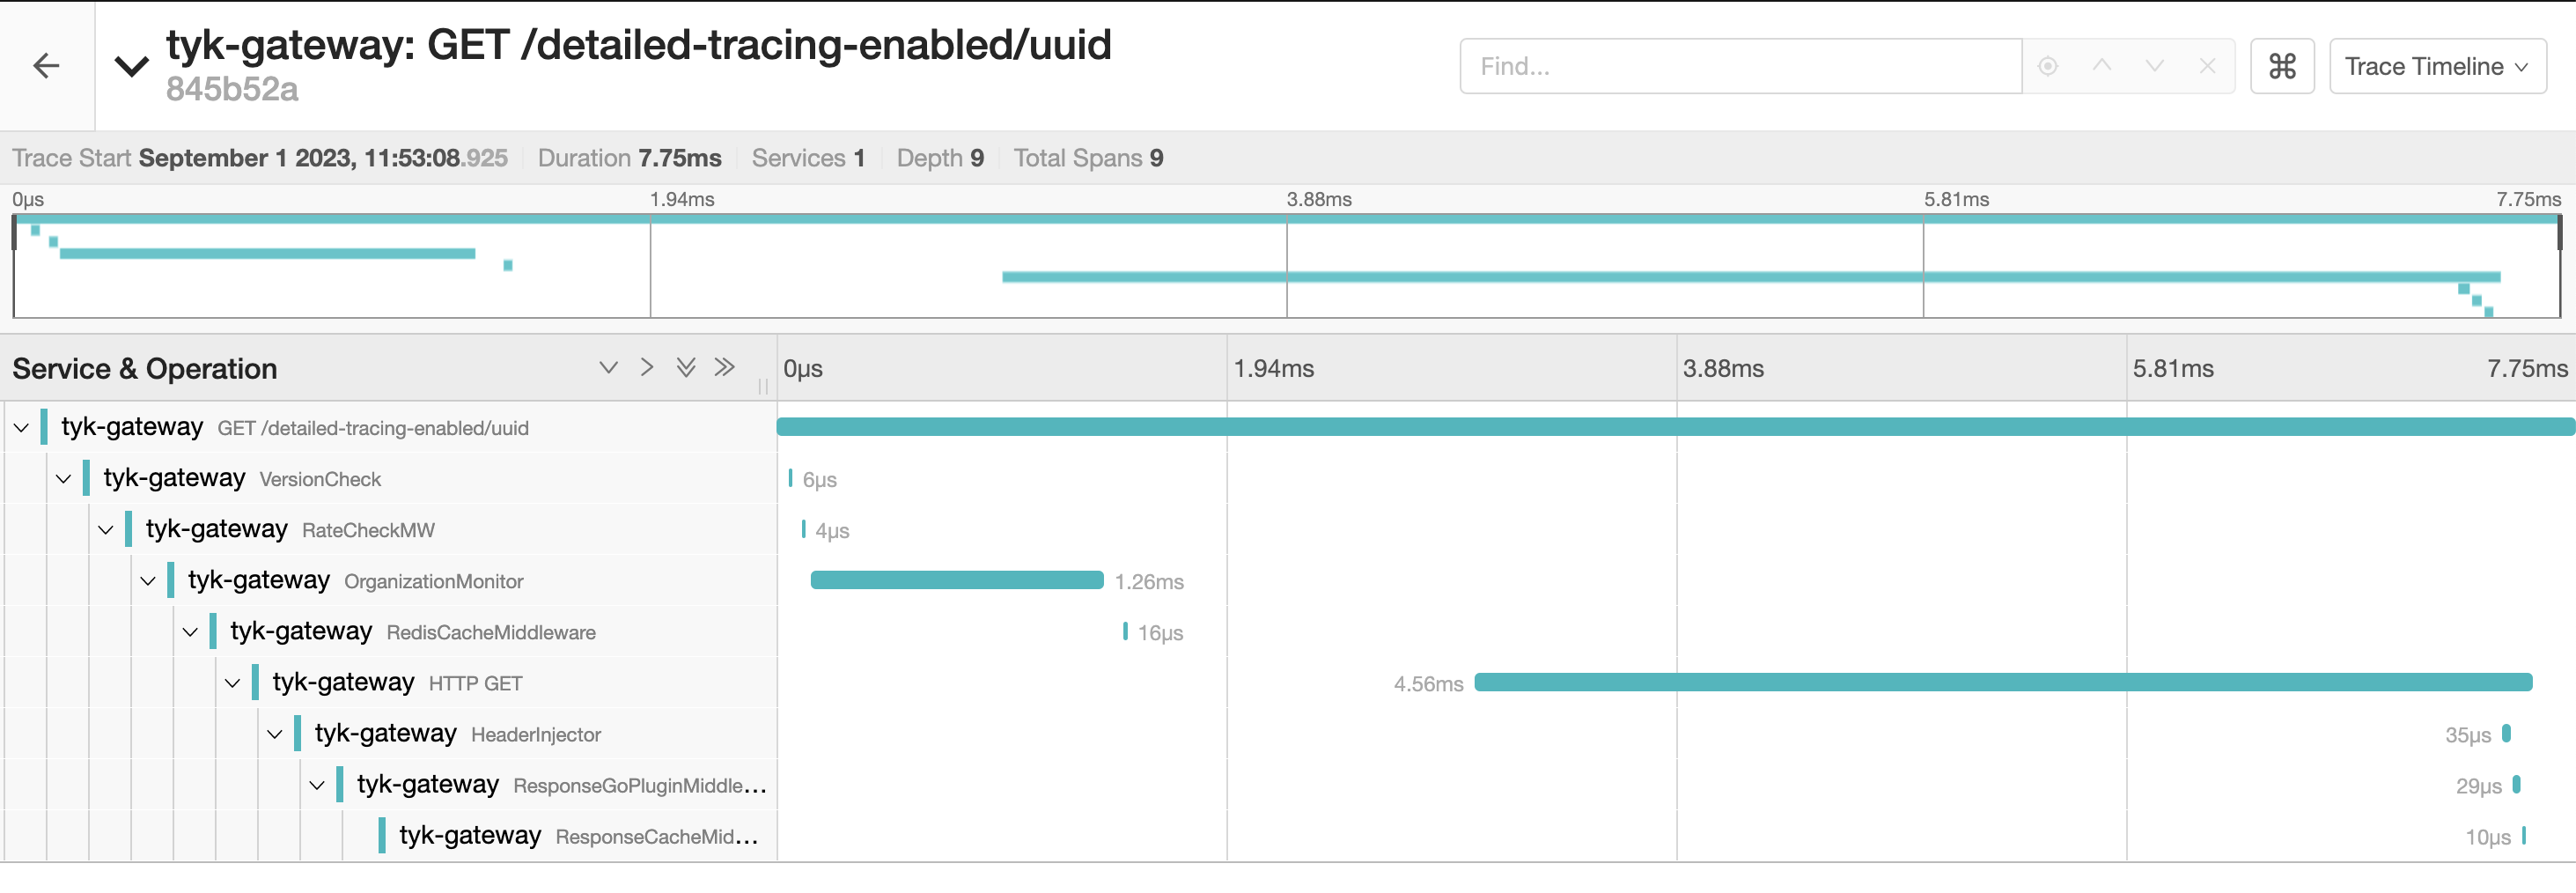 tyk-gateway: GET /detailed-tracing-enabled/uuid
845b52a
Find...
⌘
Trace Timeline
Trace Start September 1 2023, 11:53:08.925 Duration 7.75ms Services 1 Depth 9 Total Spans 9
0μs 1.94ms 3.88ms 5.81ms 7.75ms
Service & Operation 0μs 1.94ms 3.88ms 5.81ms 7.75ms
tyk-gateway GET /detailed-tracing-enabled/uuid
tyk-gateway VersionCheck 6μs
tyk-gateway RateCheckMW 4μs
tyk-gateway OrganizationMonitor 1.26ms
tyk-gateway RedisCacheMiddleware 16μs
tyk-gateway HTTP GET 4.56ms
tyk-gateway HeaderInjector 35μs
tyk-gateway ResponseGoPluginMiddle... 29μs
tyk-gateway ResponseCacheMid... 10μs